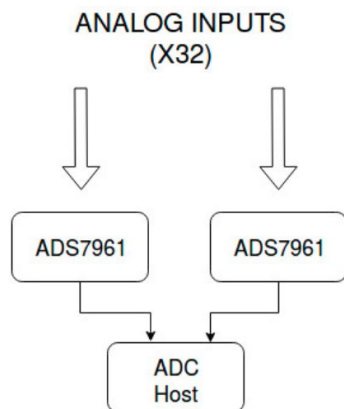 ANALOG INPUTS
(X32)
ADS7961
ADS7961
ADC
Host